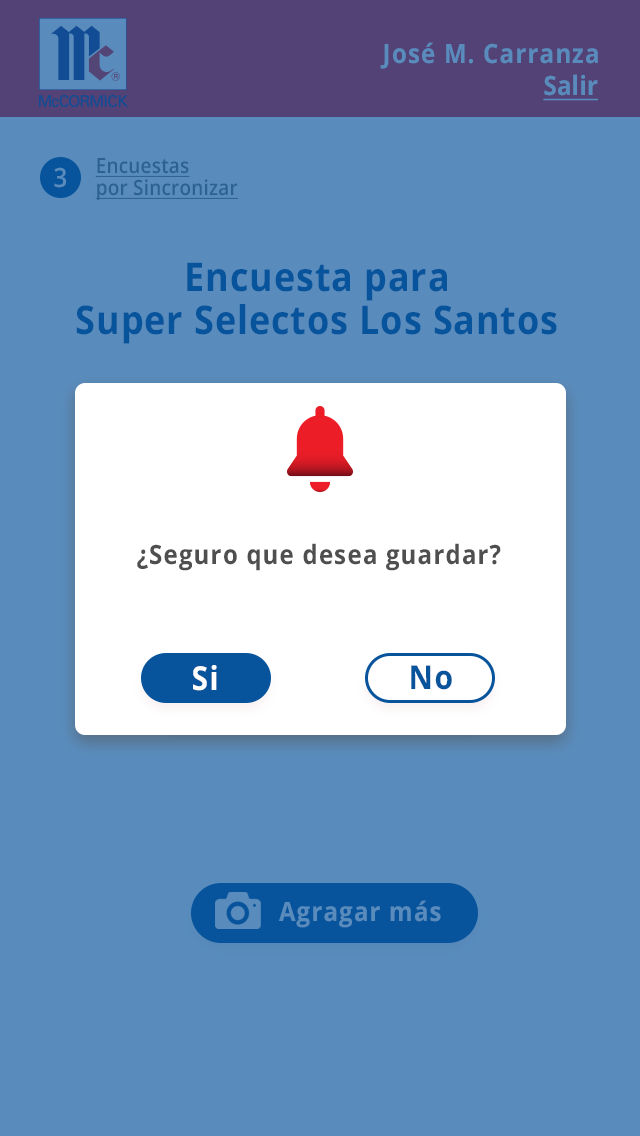 mc
®
McCORMICK
José M. Carranza
Salir
3
Encuestas
por Sincronizar
Encuesta para
Super Selectos Los Santos
¿Seguro que desea guardar?
Si
No
Agragar más